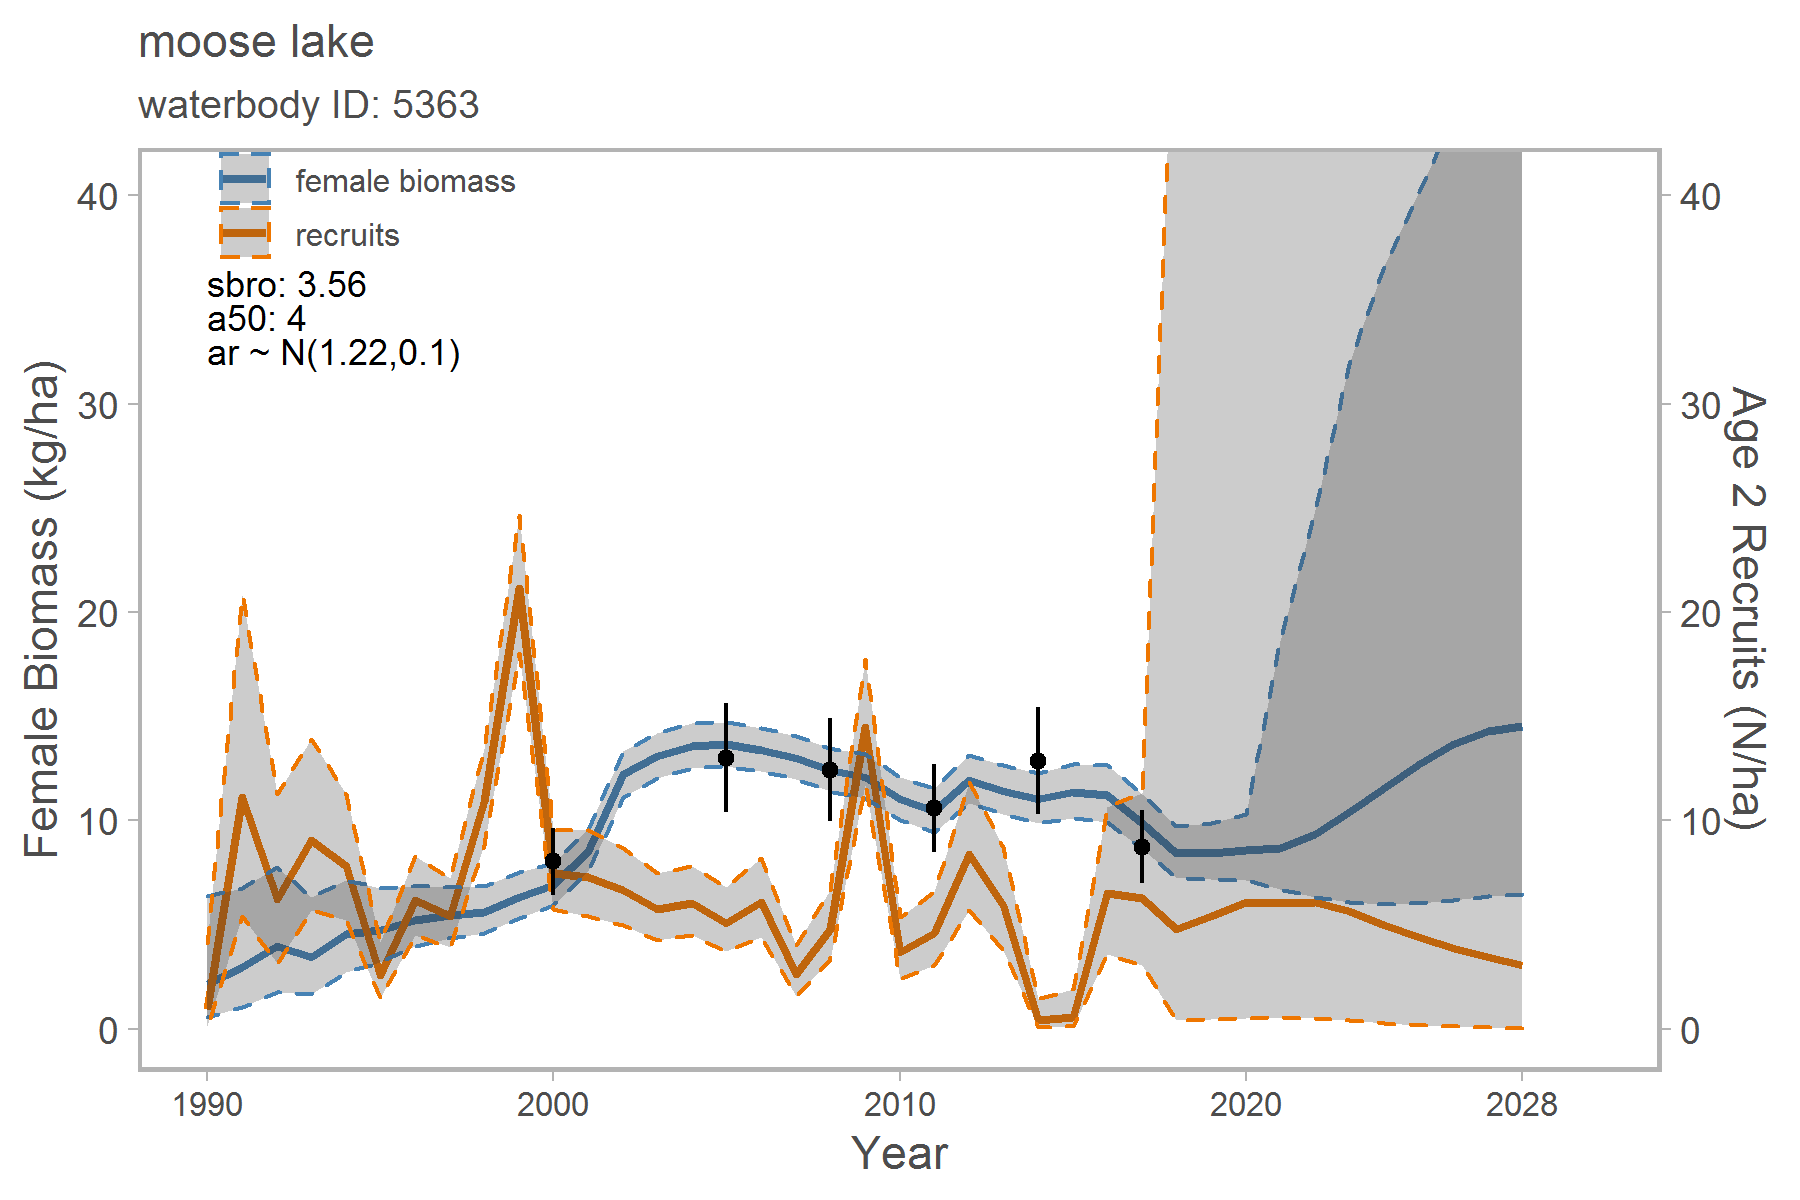 moose lake
waterbody ID: 5363
female biomass
recruits
sbro: 3.56
a50: 4
ar ~ N(1.22,0.1)
Female Biomass (kg/ha)
40
30
20
10
0
40
30
20
10
0
Age 2 Recruits (N/ha)
1990 2000 2010 2020 2028
Year